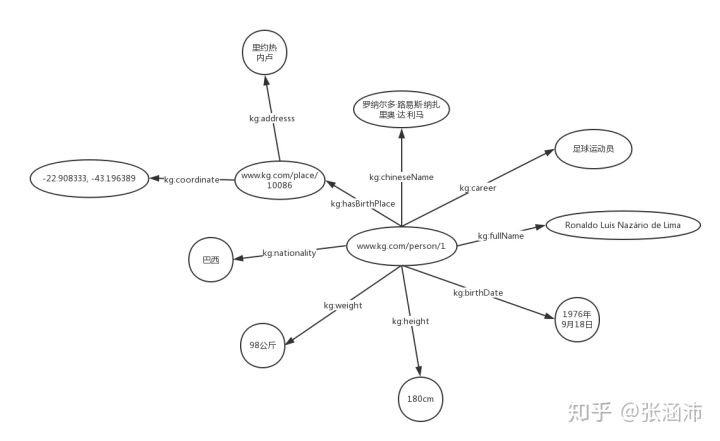 里约热
内卢
kg:addresss
罗纳尔多·路易斯·纳扎
里奥·达·利马
足球运动员
kg:chineseName
-22.908333, -43.196389
kg:coordinate
www.kg.com/place/
10086
kg:career
kg:hasBirthPlace
Ronaldo Luís Nazário de Lima
kg:fullName
www.kg.com/person/1
kg:nationality
巴西
kg:birthDate
kg:weight
1976年
9月18日
kg:height
98公斤
180cm
知乎 @张涵沛